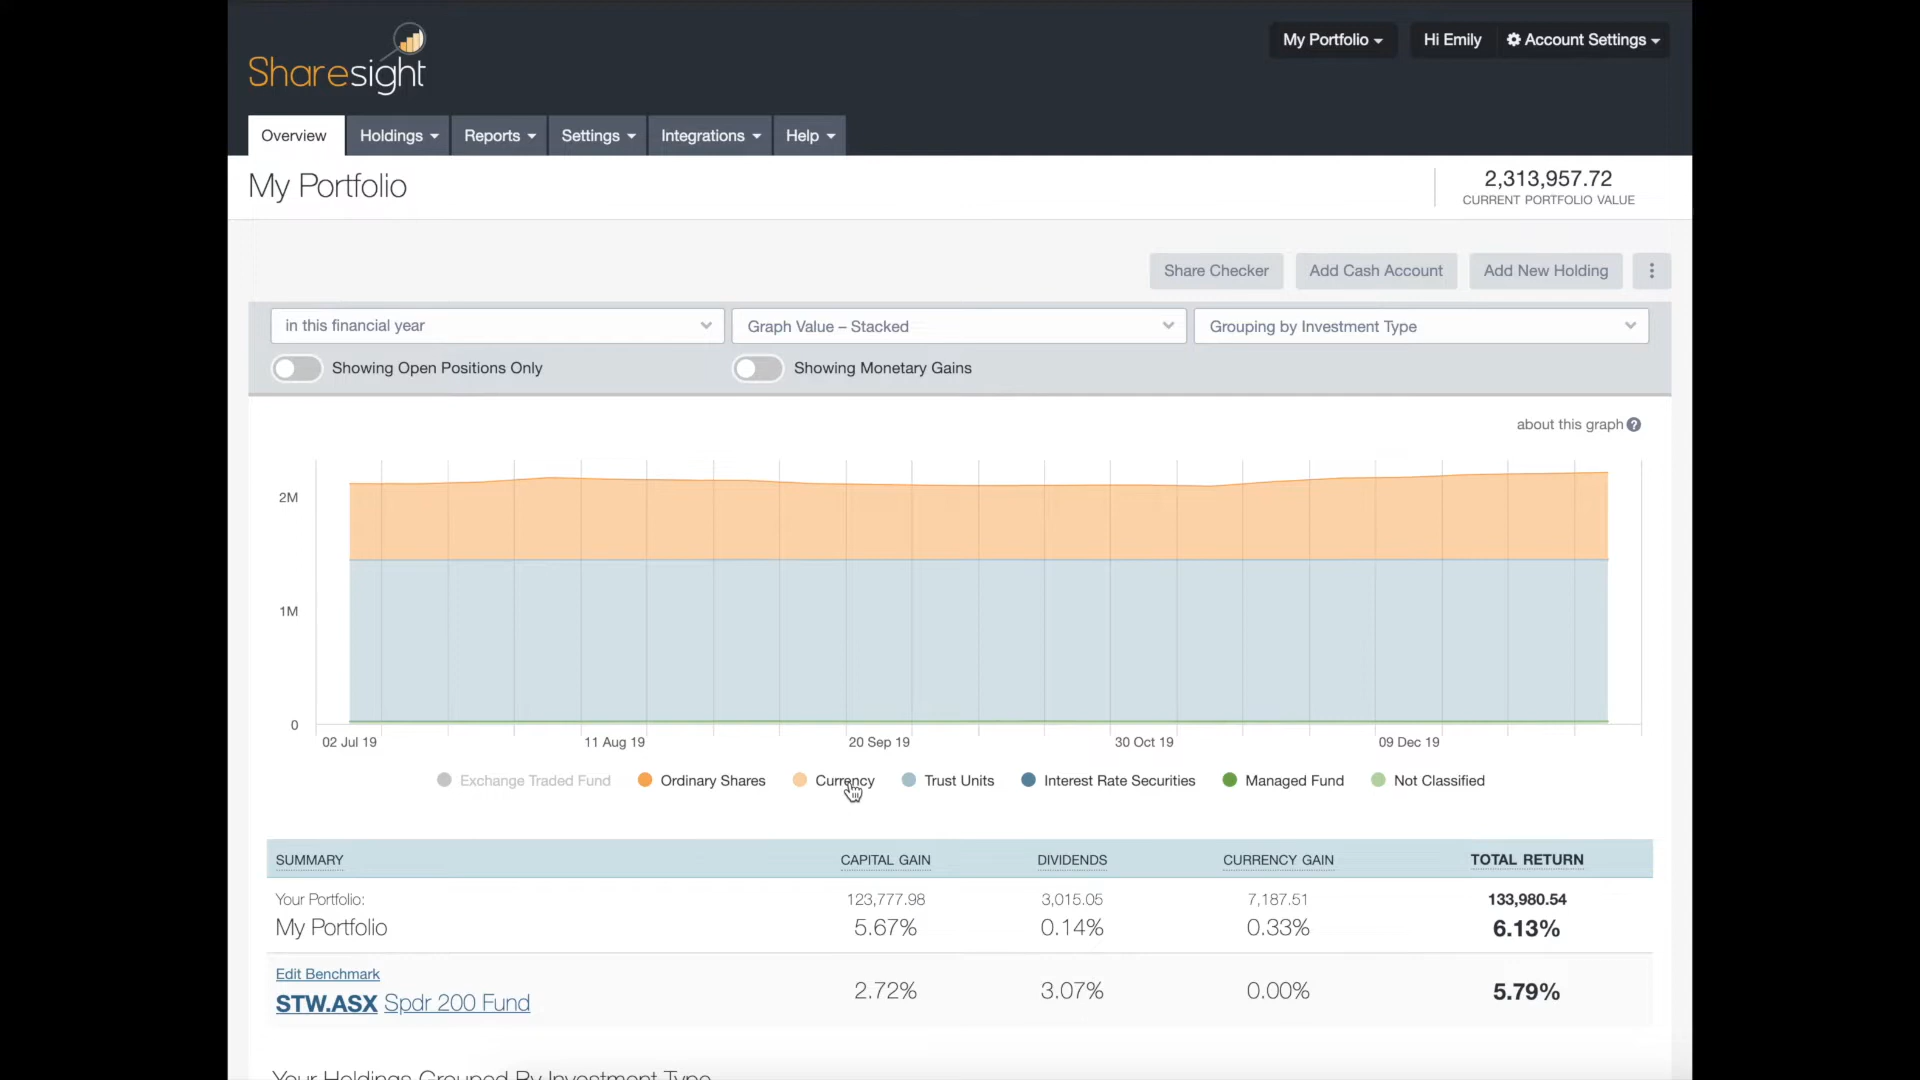 Sharesight
My Portfolio
Hi Emily
Account Settings
Overview
Holdings
Reports
Settings
Integrations
Help
My Portfolio
2,313,957.72
CURRENT PORTFOLIO VALUE
Share Checker
Add Cash Account
Add New Holding
in this financial year
Graph Value – Stacked
Grouping by Investment Type
Showing Open Positions Only
Showing Monetary Gains
about this graph ?
2M
1M
0
02 Jul 19
11 Aug 19
20 Sep 19
30 Oct 19
09 Dec 19
Exchange Traded Fund
Ordinary Shares
Currency
Trust Units
Interest Rate Securities
Managed Fund
Not Classified
SUMMARY CAPITAL GAIN DIVIDENDS CURRENCY GAIN TOTAL RETURN
Your Portfolio: 123,777.98 3,015.05 7,187.51 133,980.54
My Portfolio 5.67% 0.14% 0.33% 6.13%
Edit Benchmark
STW.ASX Spdr 200 Fund 2.72% 3.07% 0.00% 5.79%
Your Holdings Grouped By Investment Type